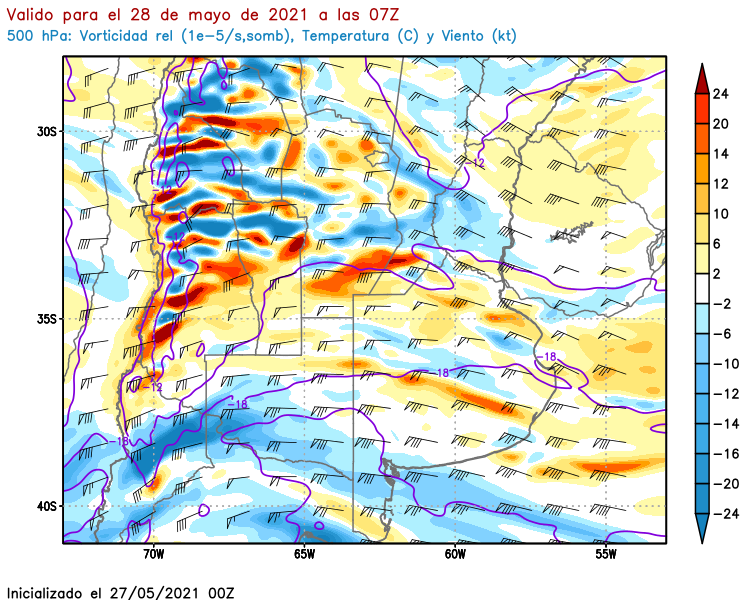 Valido para el 28 de mayo de 2021 a las 07Z
500 hPa: Vorticidad rel (1e-5/s,somb), Temperatura (C) y Viento (kt)
30S
35S
40S
70W
65W
60W
55W
-12
-12
-12
12
-18
-18
-18
-18
24
20
14
12
10
6
2
-2
-6
-8
-10
-14
-16
-20
-24
Inicializado el 27/05/2021 00Z